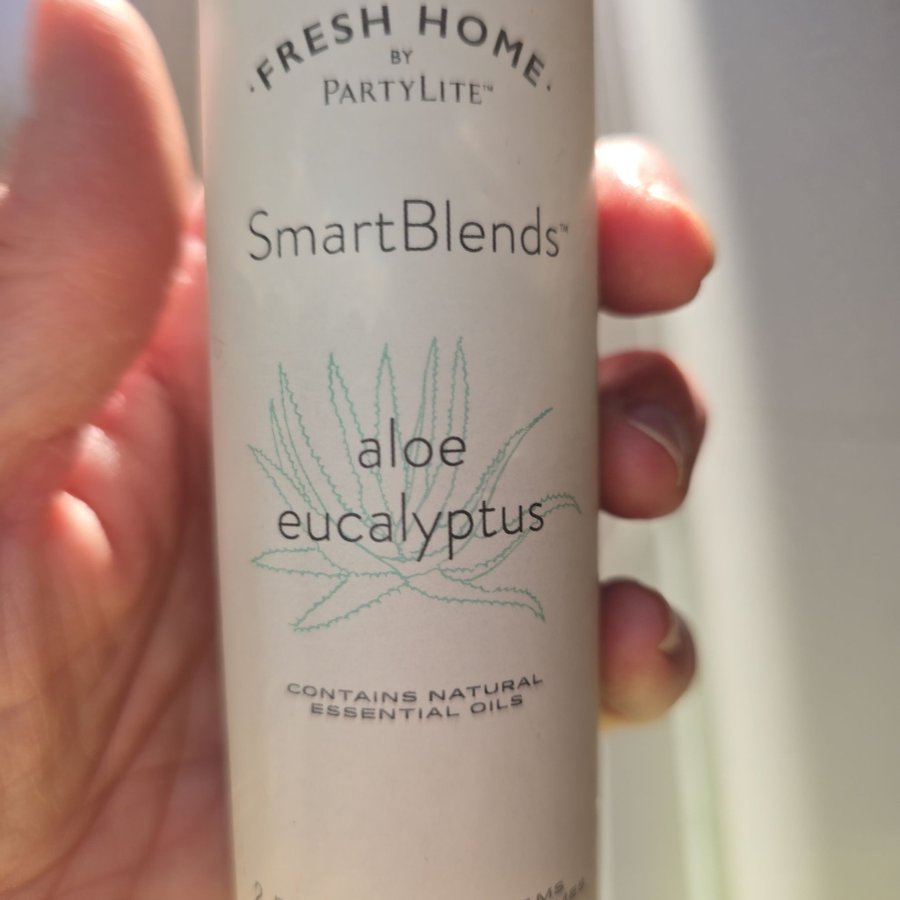 ·FRESH HOME·
BY
PARTYLITE™
SmartBlends™
aloe
eucalyptus
CONTAINS NATURAL
ESSENTIAL OILS